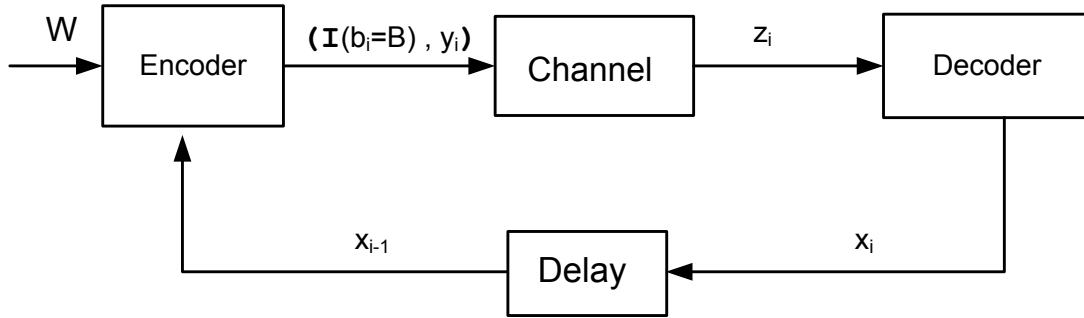 W
Encoder
(I(bᵢ=B) , yᵢ)
Channel
zᵢ
Decoder
xᵢ₋₁
Delay
xᵢ